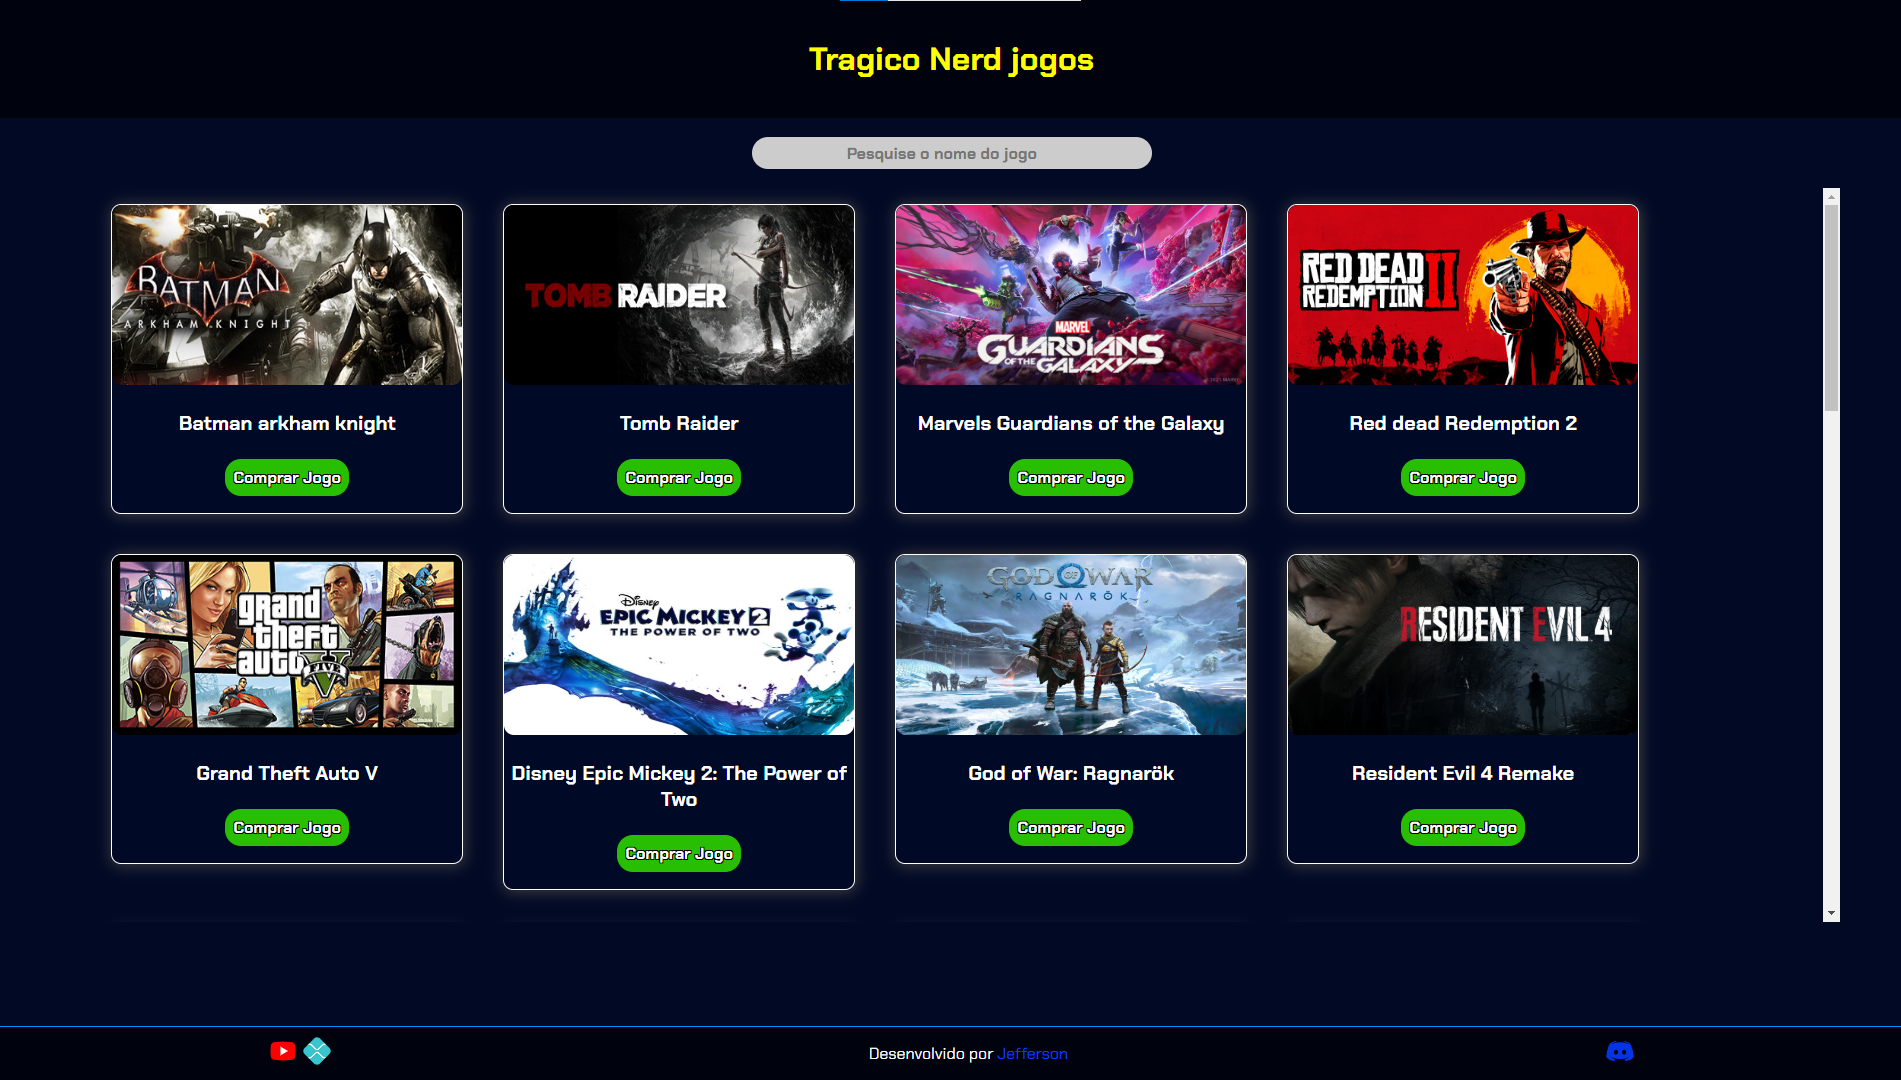 Tragico Nerd jogos
Pesquise o nome do jogo
BATMAN
ARKHAM KNIGHT
TOMB RAIDER
MARVEL
GUARDIANS
OF THE
GALAXY
RED DEAD
REDEMPTION II
Batman arkham knight
Tomb Raider
Marvels Guardians of the Galaxy
Red dead Redemption 2
Comprar Jogo
Comprar Jogo
Comprar Jogo
Comprar Jogo
grand
theft
auto
FIVE
V
Disney
EPIC MICKEY 2
THE POWER OF TWO
GOD OF WAR
RAGNARÖK
RESIDENT EVIL 4
Grand Theft Auto V
Disney Epic Mickey 2: The Power of
Two
God of War: Ragnarök
Resident Evil 4 Remake
Comprar Jogo
Comprar Jogo
Comprar Jogo
Comprar Jogo
Desenvolvido por Jefferson